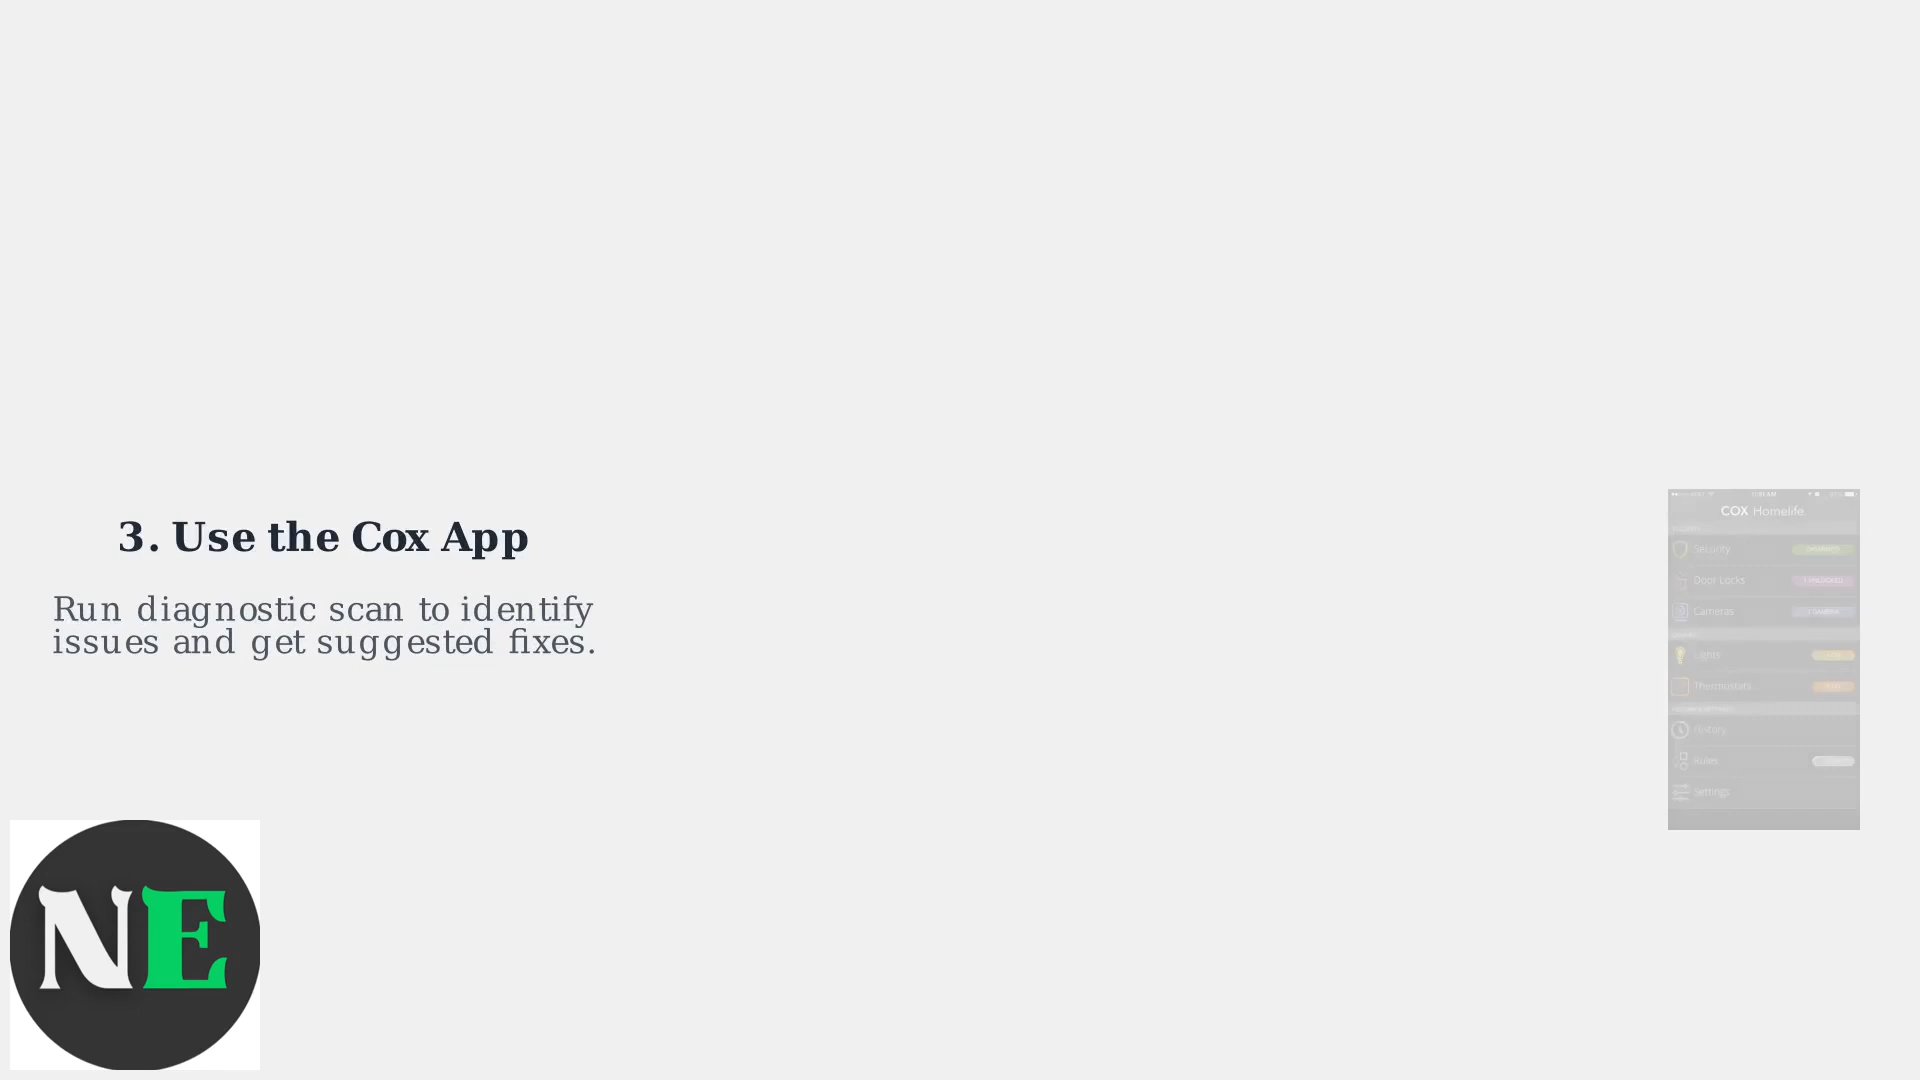 3. Use the Cox App
Run diagnostic scan to identify
issues and get suggested fixes.
COX Homelife
Security
Door Locks
Cameras
Lights
Thermostats
History
Rules
Settings
NE